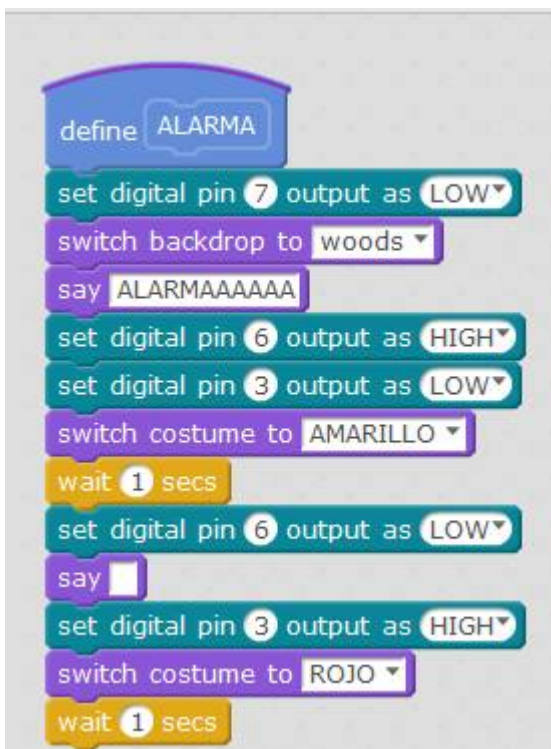 define ALARMA
set digital pin 7 output as LOW
switch backdrop to woods
say ALARMAAAAAA
set digital pin 6 output as HIGH
set digital pin 3 output as LOW
switch costume to AMARILLO
wait 1 secs
set digital pin 6 output as LOW
say
set digital pin 3 output as HIGH
switch costume to ROJO
wait 1 secs